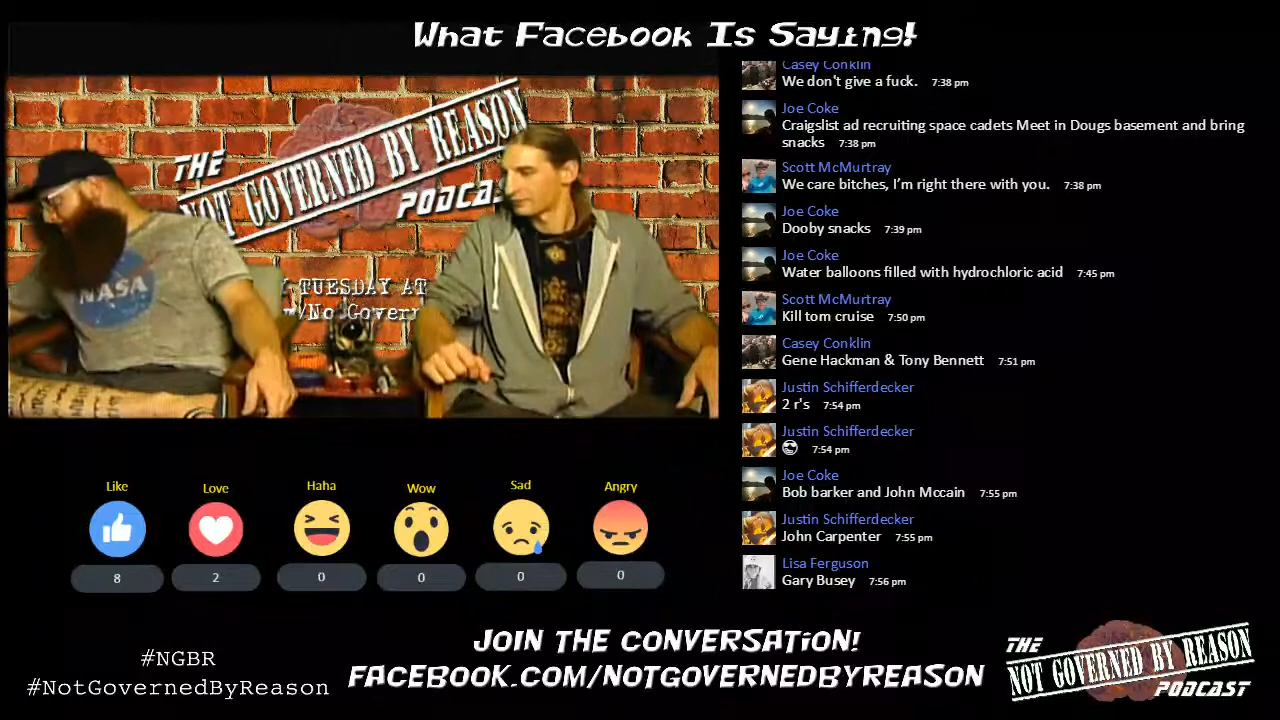 What Facebook Is Saying!
THE
NOT GOVERNED BY REASON
NASA
TUESDAY AT
Casey Conklin
We don't give a fuck. 7:38 pm
Joe Coke
Craigslist ad recruiting space cadets Meet in Dougs basement and bring
snacks 7:38 pm
Scott McMurtray
We care bitches, I'm right there with you. 7:38 pm
Joe Coke
Dooby snacks 7:39 pm
Joe Coke
Water balloons filled with hydrochloric acid 7:45 pm
Scott McMurtray
Kill tom cruise 7:50 pm
Casey Conklin
Gene Hackman & Tony Bennett 7:51 pm
Justin Schifferdecker
2 r's 7:54 pm
Justin Schifferdecker
😎 7:54 pm
Joe Coke
Bob barker and John Mccain 7:55 pm
Justin Schifferdecker
John Carpenter 7:55 pm
Lisa Ferguson
Gary Busey 7:56 pm
Like Love Haha Wow Sad Angry
8 2 0 0 0 0
#NGBR
#NotGovernedByReason
JOIN THE CONVERSATION!
FACEBOOK.COM/NOTGOVERNEDBYREASON
THE
NOT GOVERNED BY REASON
PODCAST